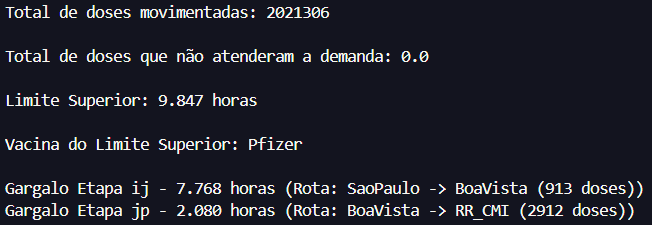 Total de doses movimentadas: 2021306
Total de doses que não atenderam a demanda: 0.0
Limite Superior: 9.847 horas
Vacina do Limite Superior: Pfizer
Gargalo Etapa ij - 7.768 horas (Rota: SaoPaulo -> BoaVista (913 doses))
Gargalo Etapa jp - 2.080 horas (Rota: BoaVista -> RR_CMI (2912 doses))